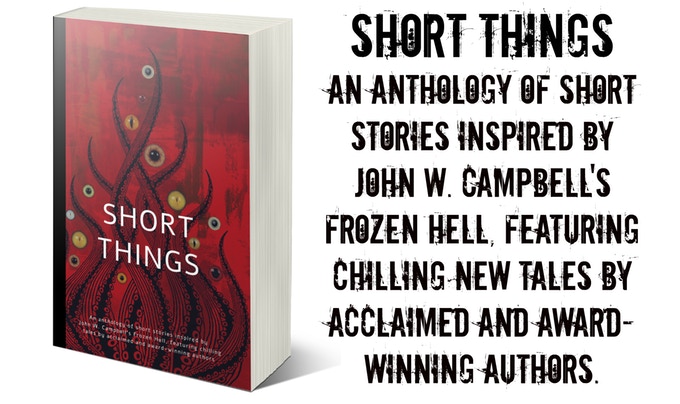 SHORT
THINGS
An anthology of short stories inspired by
John W. Campbell's Frozen Hell, featuring chilling
tales by acclaimed and award-winning authors.
SHORT THINGS
AN ANTHOLOGY OF SHORT
STORIES INSPIRED BY
JOHN W. CAMPBELL'S
FROZEN HELL, FEATURING
CHILLING NEW TALES BY
ACCLAIMED AND AWARD-
WINNING AUTHORS.